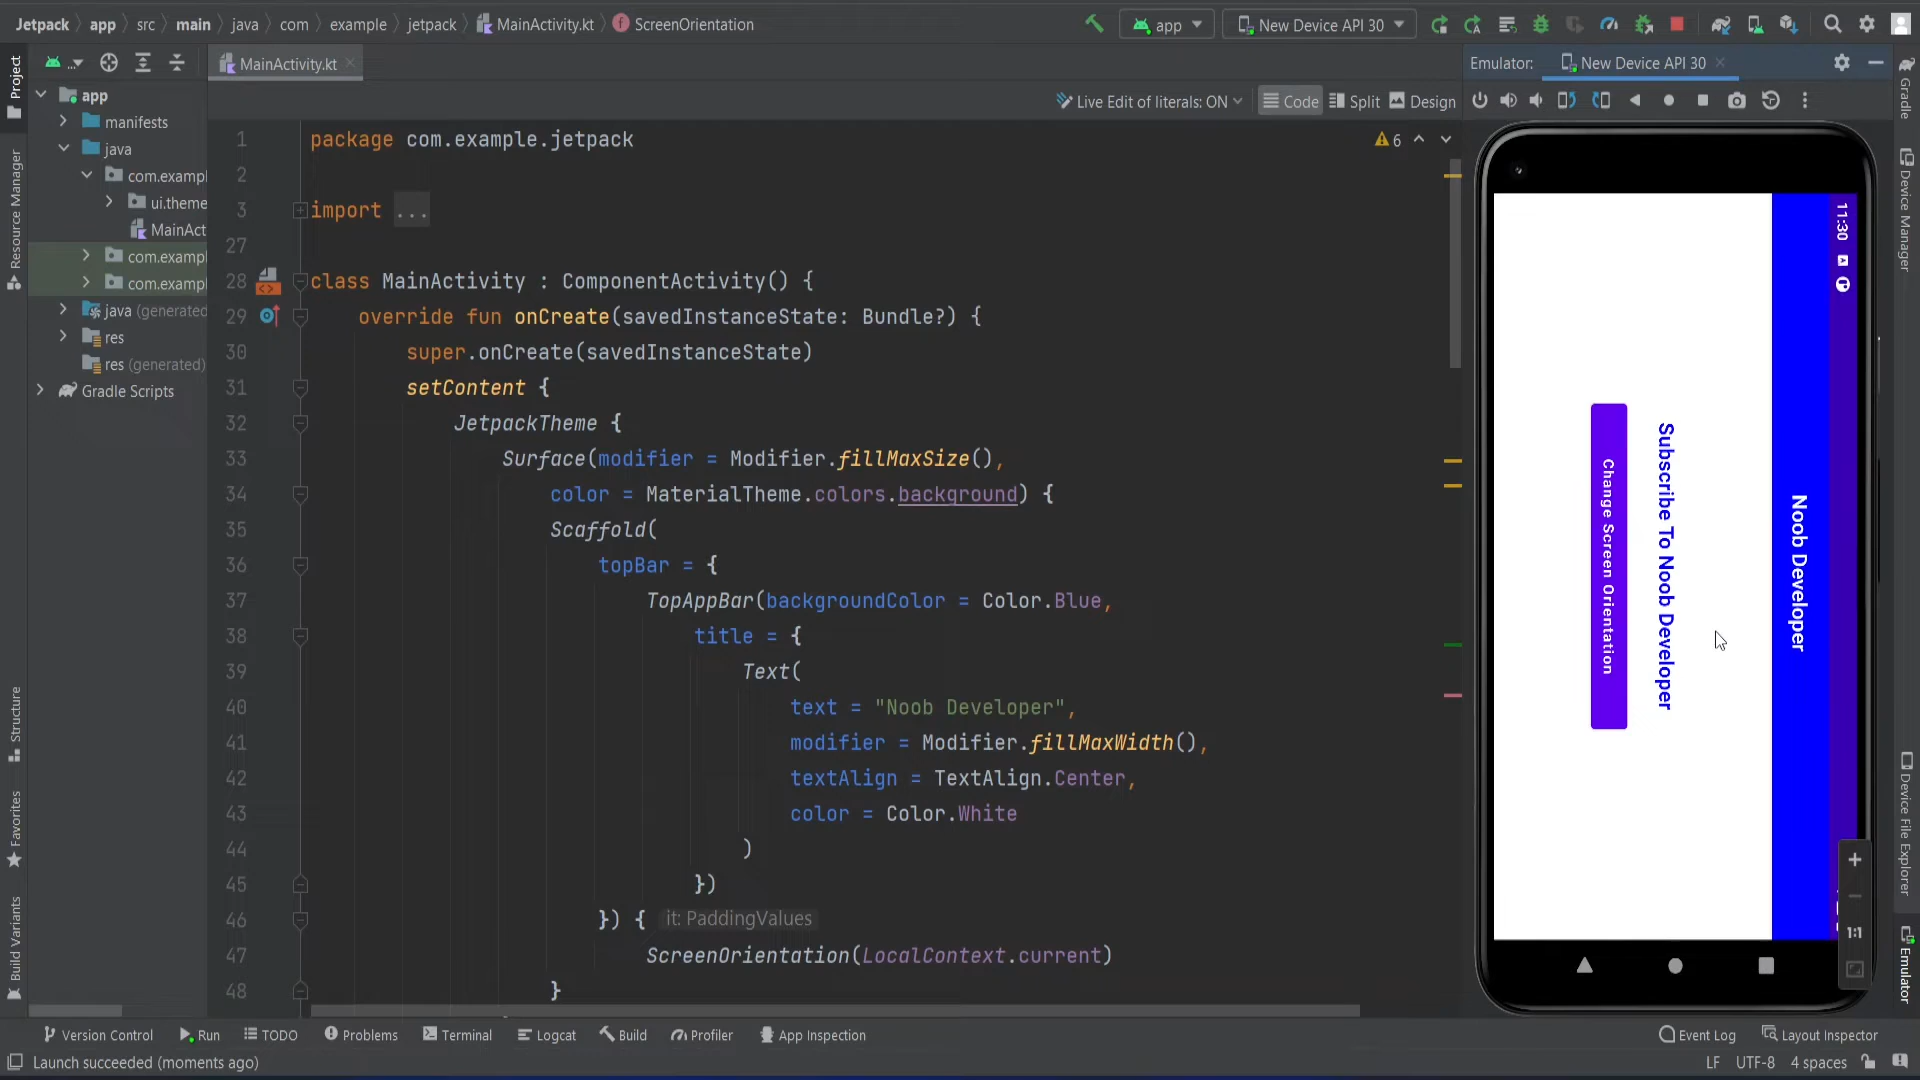 Jetpack app src main java com example jetpack MainActivity.kt ScreenOrientation app New Device API 30
... MainActivity.kt Emulator: New Device API 30
Live Edit of literals: ON Code Split Design
Project
Resource Manager
Structure
Favorites
Build Variants
app
manifests
java
com.exampl
ui.theme
MainAct
com.exampl
com.exampl
java (generated
res
res (generated)
Gradle Scripts
6
1 package com.example.jetpack
2
3 import ...
27
28 class MainActivity : ComponentActivity() {
29 override fun onCreate(savedInstanceState: Bundle?) {
30 super.onCreate(savedInstanceState)
31 setContent {
32 JetpackTheme {
33 Surface(modifier = Modifier.fillMaxSize(),
34 color = MaterialTheme.colors.background) {
35 Scaffold(
36 topBar = {
37 TopAppBar(backgroundColor = Color.Blue,
38 title = {
39 Text(
40 text = "Noob Developer",
41 modifier = Modifier.fillMaxWidth(),
42 textAlign = TextAlign.Center,
43 color = Color.White
44 )
45 })
46 }) { it: PaddingValues
47 ScreenOrientation(LocalContext.current)
48 }
11:30
Noob Developer
Subscribe To Noob Developer
Change Screen Orientation
1:1
Gradle
Device Manager
Device File Explorer
Emulator
Version Control Run TODO Problems Terminal Logcat Build Profiler App Inspection Event Log Layout Inspector
Launch succeeded (moments ago) LF UTF-8 4 spaces